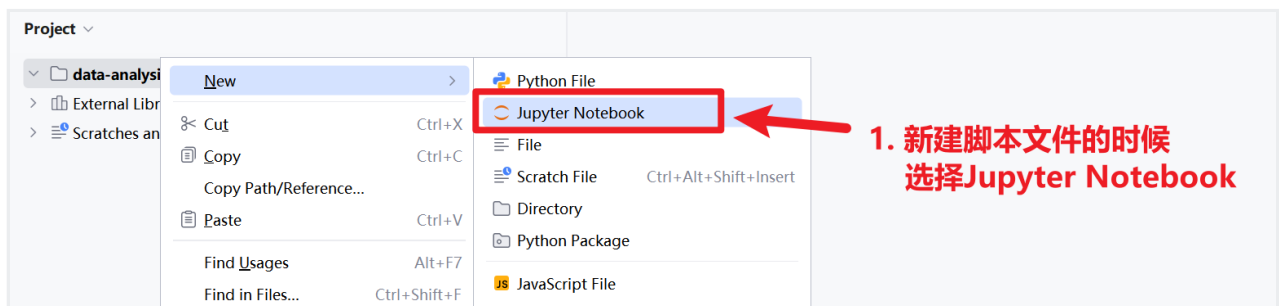 Project
data-analysi
External Libr
Scratches an
New
Cut Ctrl+X
Copy Ctrl+C
Copy Path/Reference...
Paste Ctrl+V
Find Usages Alt+F7
Find in Files... Ctrl+Shift+F
Python File
Jupyter Notebook
File
Scratch File Ctrl+Alt+Shift+Insert
Directory
Python Package
JS JavaScript File
1. 新建脚本文件的时候
选择Jupyter Notebook